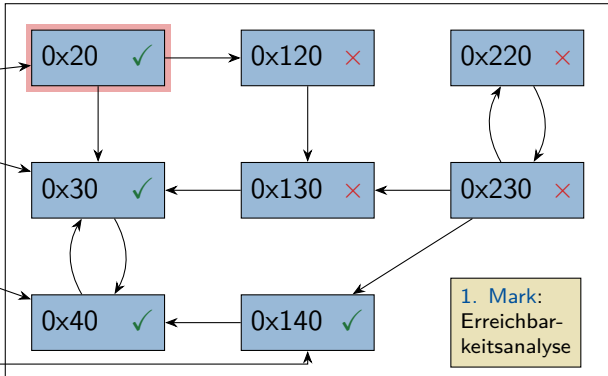 0x20 ✓
0x120 ×
0x220 ×
0x30 ✓
0x130 ×
0x230 ×
0x40 ✓
0x140 ✓
1. Mark:
Erreichbar-
keitsanalyse